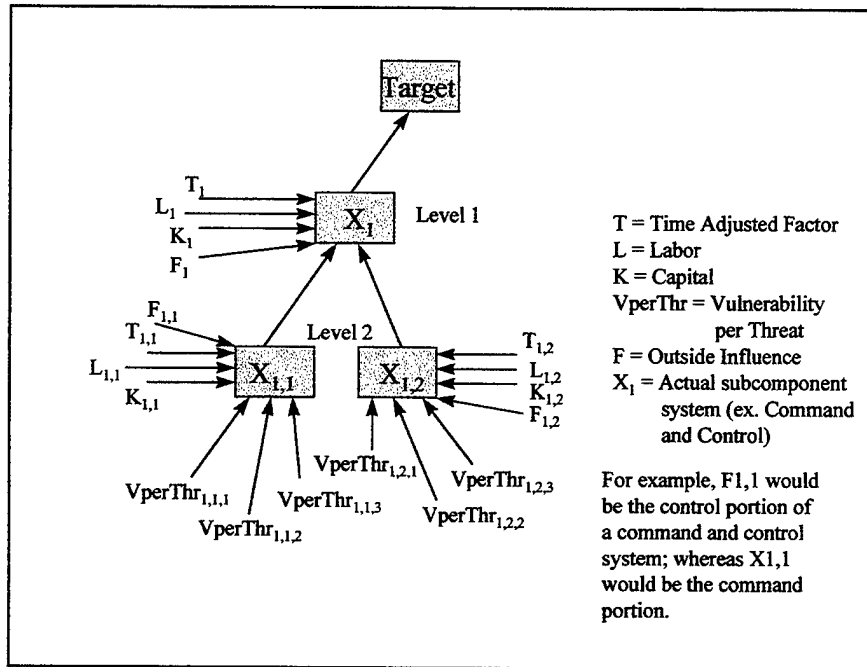 Target
T1
L1
K1
F1
X1
Level 1
F1,1
T1,1
L1,1
K1,1
Level 2
X1,1
X1,2
T1,2
L1,2
K1,2
F1,2
VperThr1,1,1
VperThr1,1,2
VperThr1,1,3
VperThr1,2,1
VperThr1,2,2
VperThr1,2,3
T = Time Adjusted Factor
L = Labor
K = Capital
VperThr = Vulnerability
per Threat
F = Outside Influence
X1 = Actual subcomponent
system (ex. Command
and Control)
For example, F1,1 would
be the control portion of
a command and control
system; whereas X1,1
would be the command
portion.